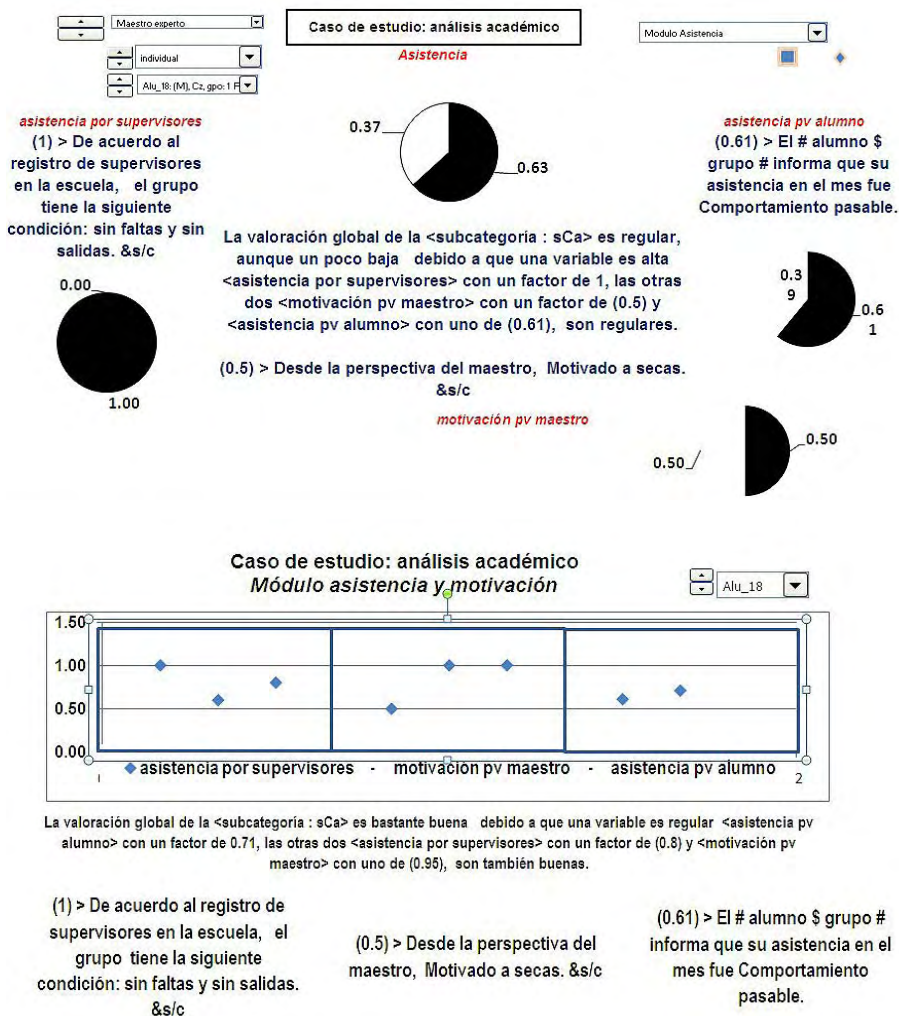 Maestro experto
individual
Alu_18: (M), Cz, gpo: 1 F
Caso de estudio: análisis académico
Asistencia
Modulo Asistencia
asistencia por supervisores
(1) > De acuerdo al
registro de supervisores
en la escuela, el grupo
tiene la siguiente
condición: sin faltas y sin
salidas. &s/c
0.00
1.00
0.37
0.63
La valoración global de la <subcategoría : sCa> es regular,
aunque un poco baja debido a que una variable es alta
<asistencia por supervisores> con un factor de 1, las otras
dos <motivación pv maestro> con un factor de (0.5) y
<asistencia pv alumno> con uno de (0.61), son regulares.
(0.5) > Desde la perspectiva del maestro, Motivado a secas.
&s/c
motivación pv maestro
asistencia pv alumno
(0.61) > El # alumno $
grupo # informa que su
asistencia en el mes fue
Comportamiento pasable.
0.3
9
0.6
1
0.50
0.50
Caso de estudio: análisis académico
Módulo asistencia y motivación
Alu_18
1.50
1.00
0.50
0.00
1
asistencia por supervisores - motivación pv maestro - asistencia pv alumno
2
La valoración global de la <subcategoría : sCa> es bastante buena debido a que una variable es regular <asistencia pv
alumno> con un factor de 0.71, las otras dos <asistencia por supervisores> con un factor de (0.8) y <motivación pv
maestro> con uno de (0.95), son también buenas.
(1) > De acuerdo al registro de
supervisores en la escuela, el
grupo tiene la siguiente
condición: sin faltas y sin salidas.
&s/c
(0.5) > Desde la perspectiva del
maestro, Motivado a secas. &s/c
(0.61) > El # alumno $ grupo #
informa que su asistencia en el
mes fue Comportamiento
pasable.